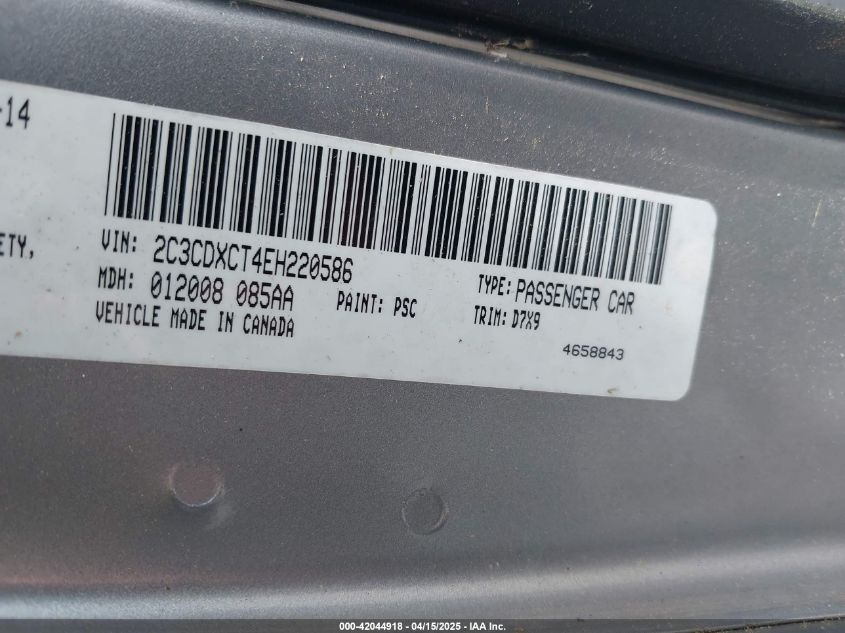 -14
ETY,
VIN: 2C3CDXCT4EH220586
TYPE: PASSENGER CAR
MDH: 012008 085AA
PAINT: PSC
TRIM: D7X9
VEHICLE MADE IN CANADA
4658843
000-42044918 - 04/15/2025 - IAA Inc.